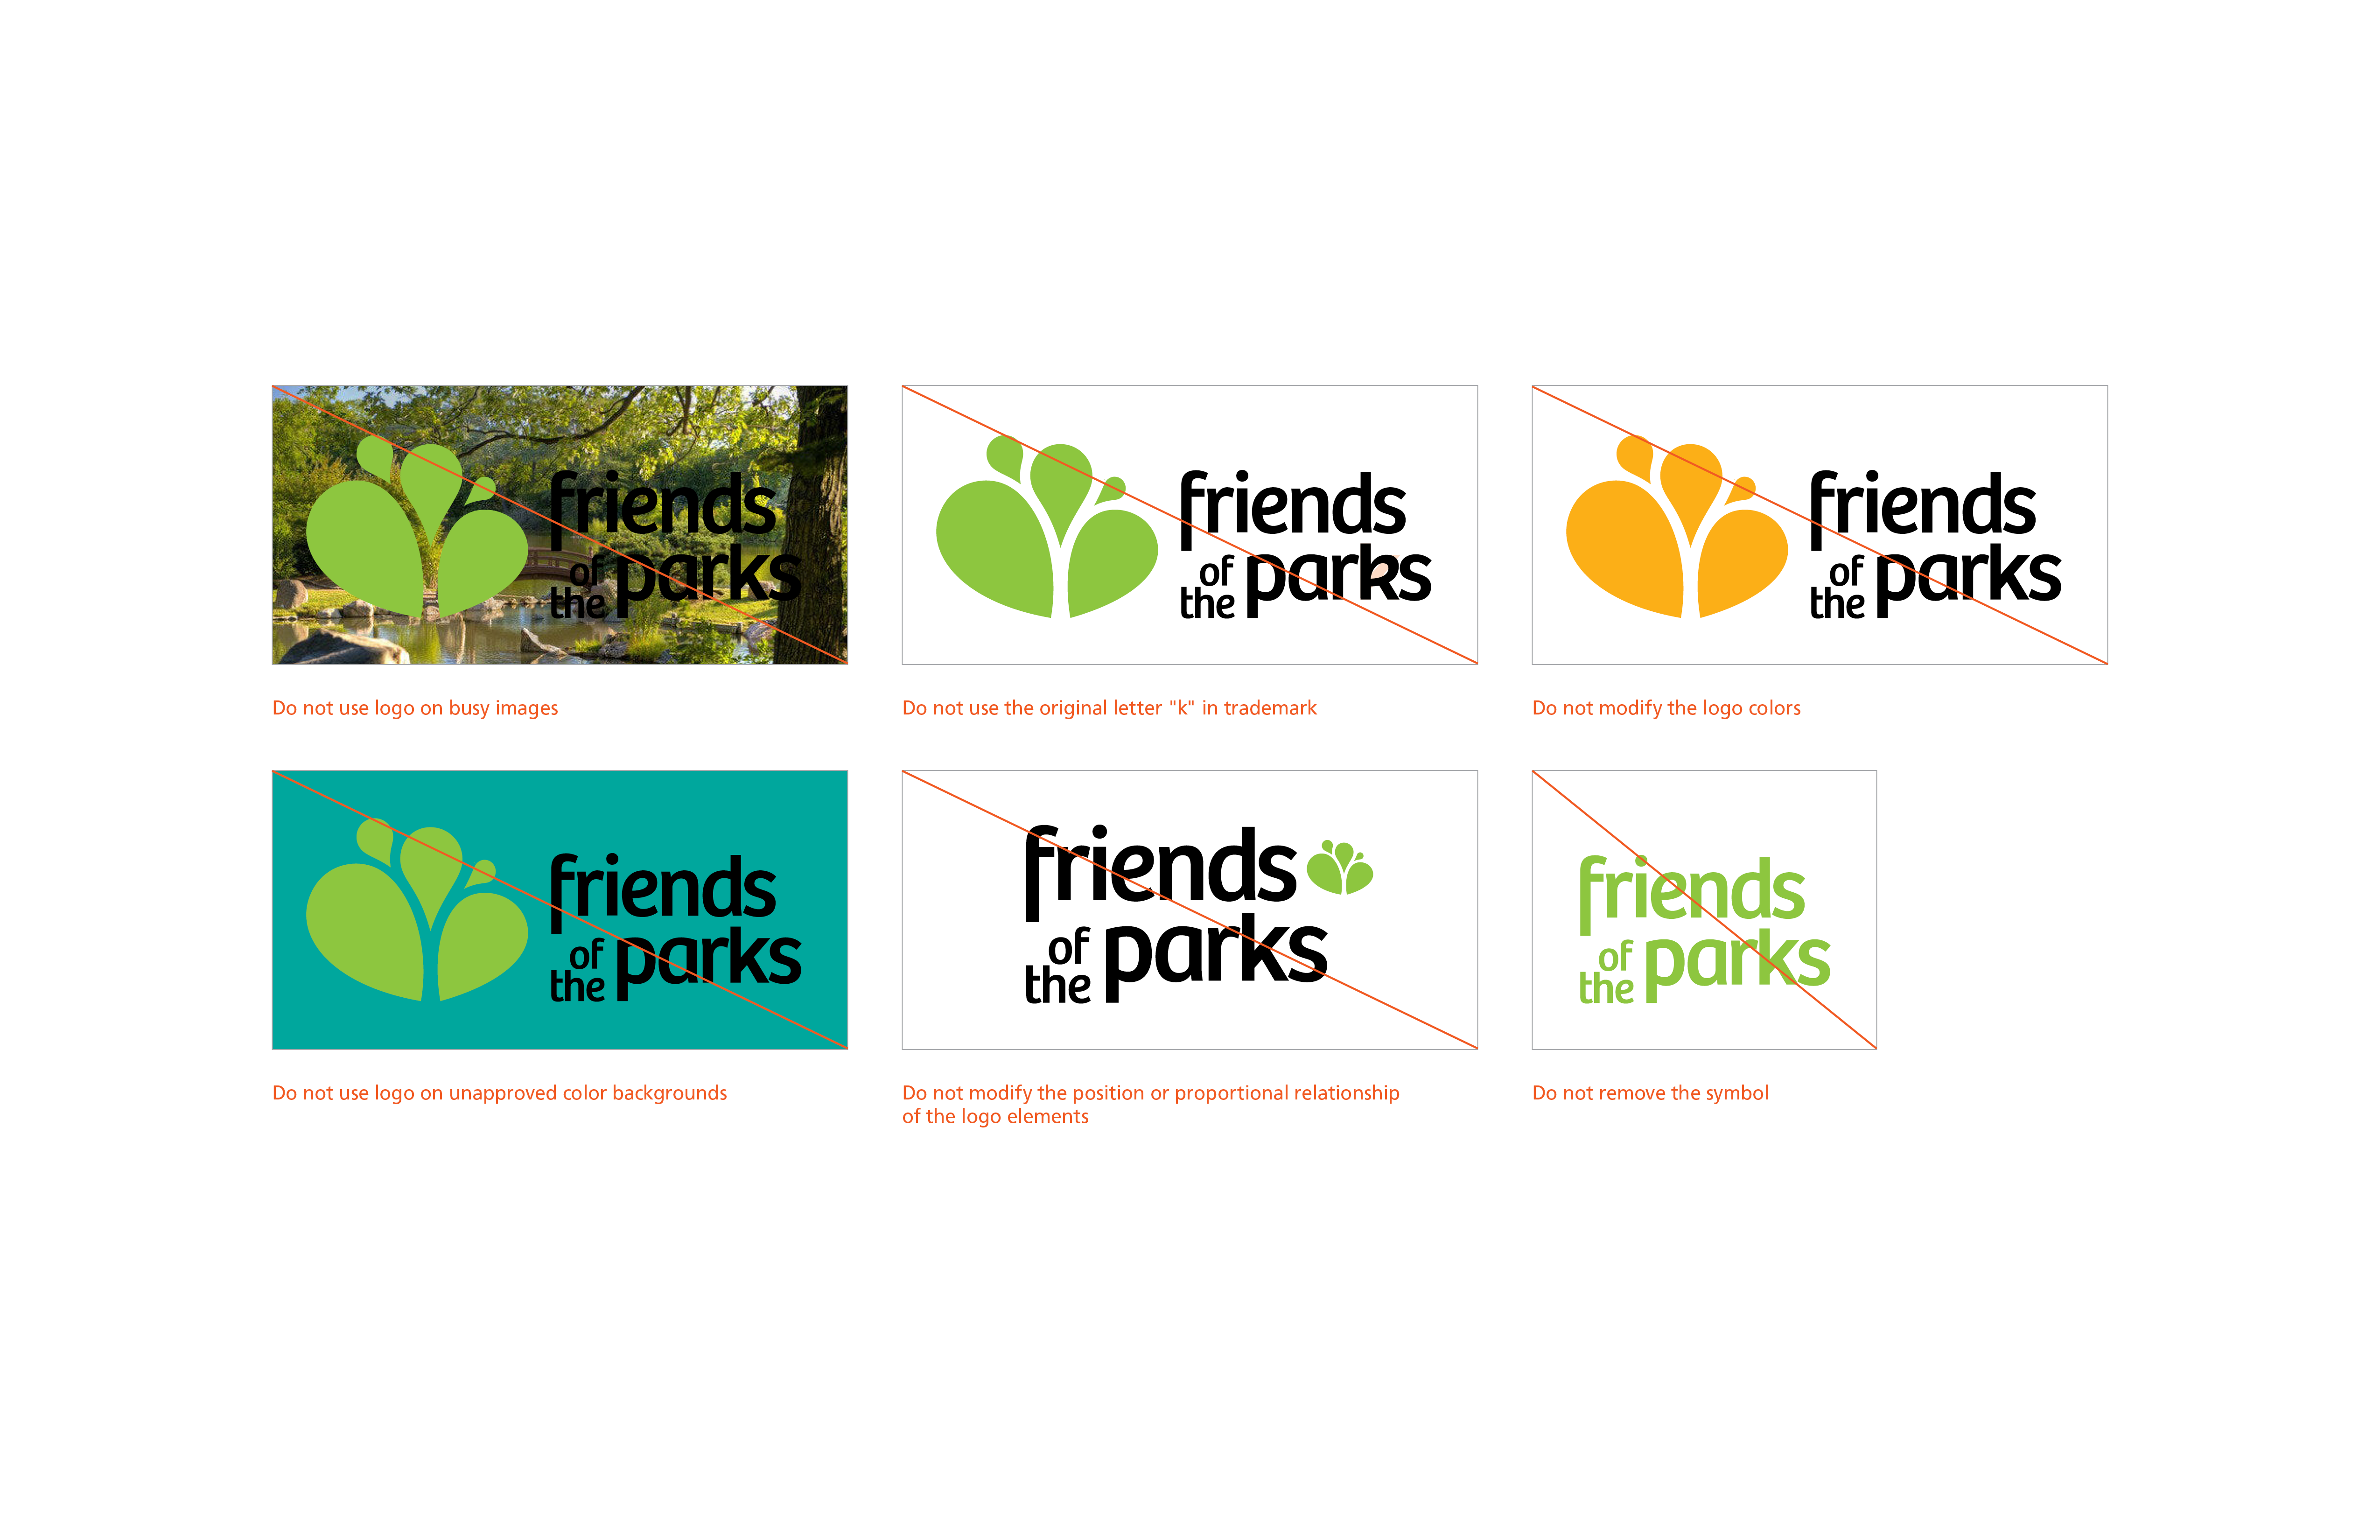 friends
of
the parks
friends
of
the parks
friends
of
the parks
Do not use logo on busy images
Do not use the original letter "k" in trademark
Do not modify the logo colors
friends
of
the parks
friends
of
the parks
friends
of
the parks
Do not use logo on unapproved color backgrounds
Do not modify the position or proportional relationship
of the logo elements
Do not remove the symbol